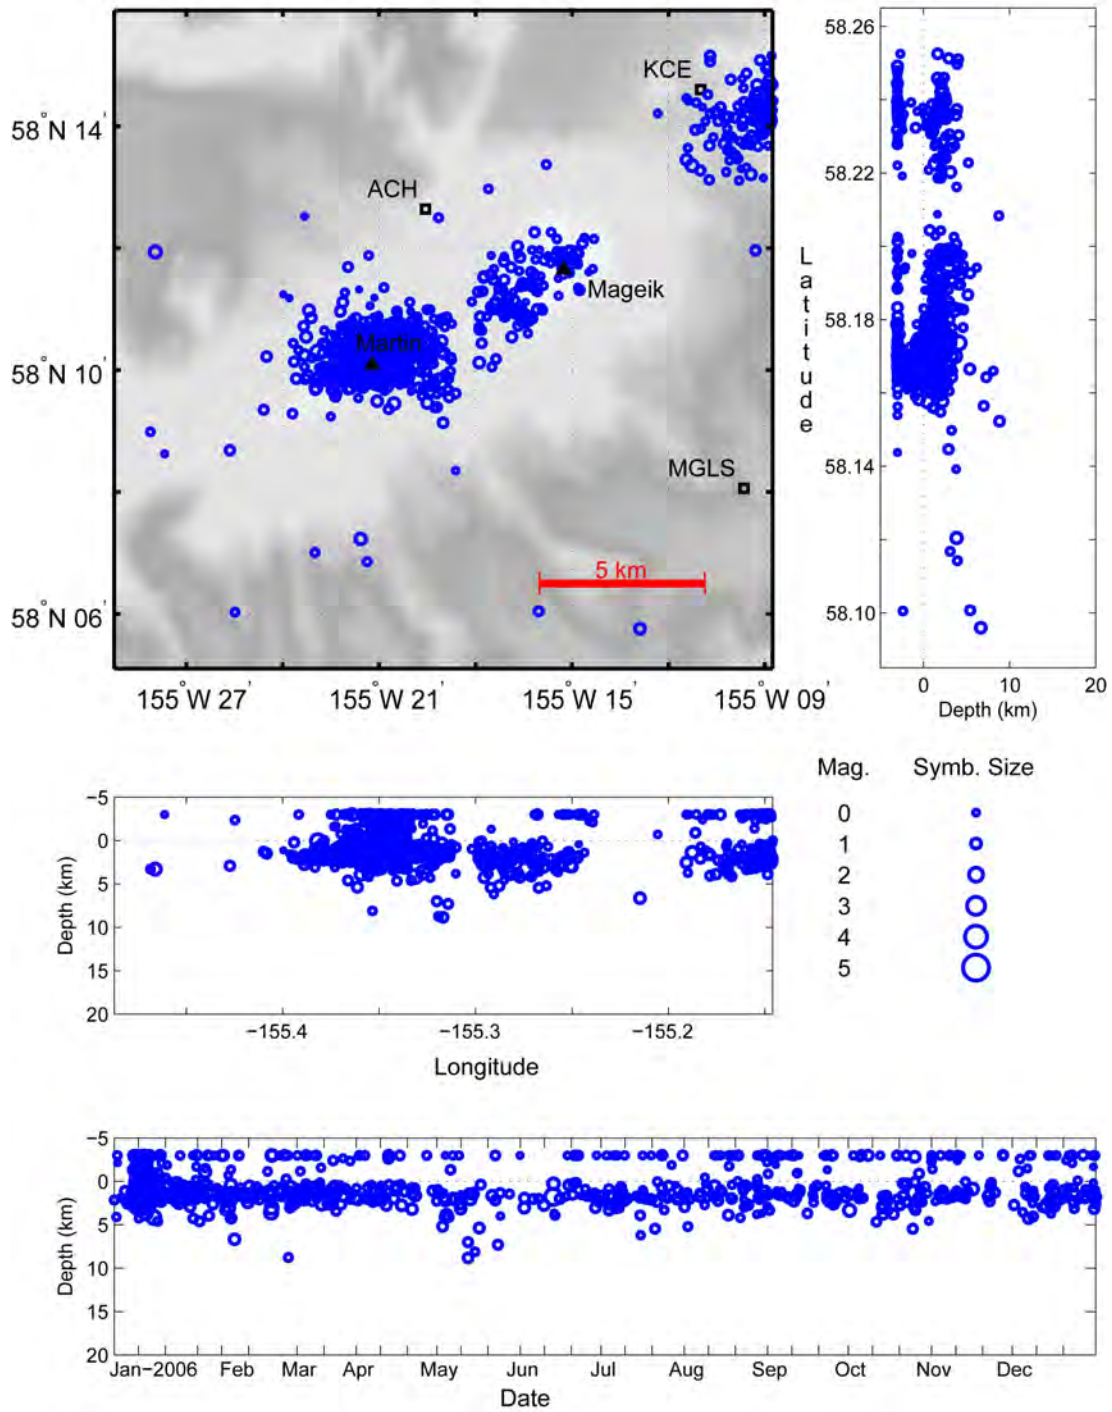 58°N 14'
58°N 10'
58°N 06'
155°W 27' 155°W 21' 155°W 15' 155°W 09'
KCE
ACH
Mageik
Martin
MGLS
5 km
58.26
58.22
58.18
58.14
58.10
Latitude
0 10 20
Depth (km)
Mag. Symb. Size
0
1
2
3
4
5
−5
0
5
10
15
20
Depth (km)
−155.4 −155.3 −155.2
Longitude
−5
0
5
10
15
20
Depth (km)
Jan−2006 Feb Mar Apr May Jun Jul Aug Sep Oct Nov Dec
Date